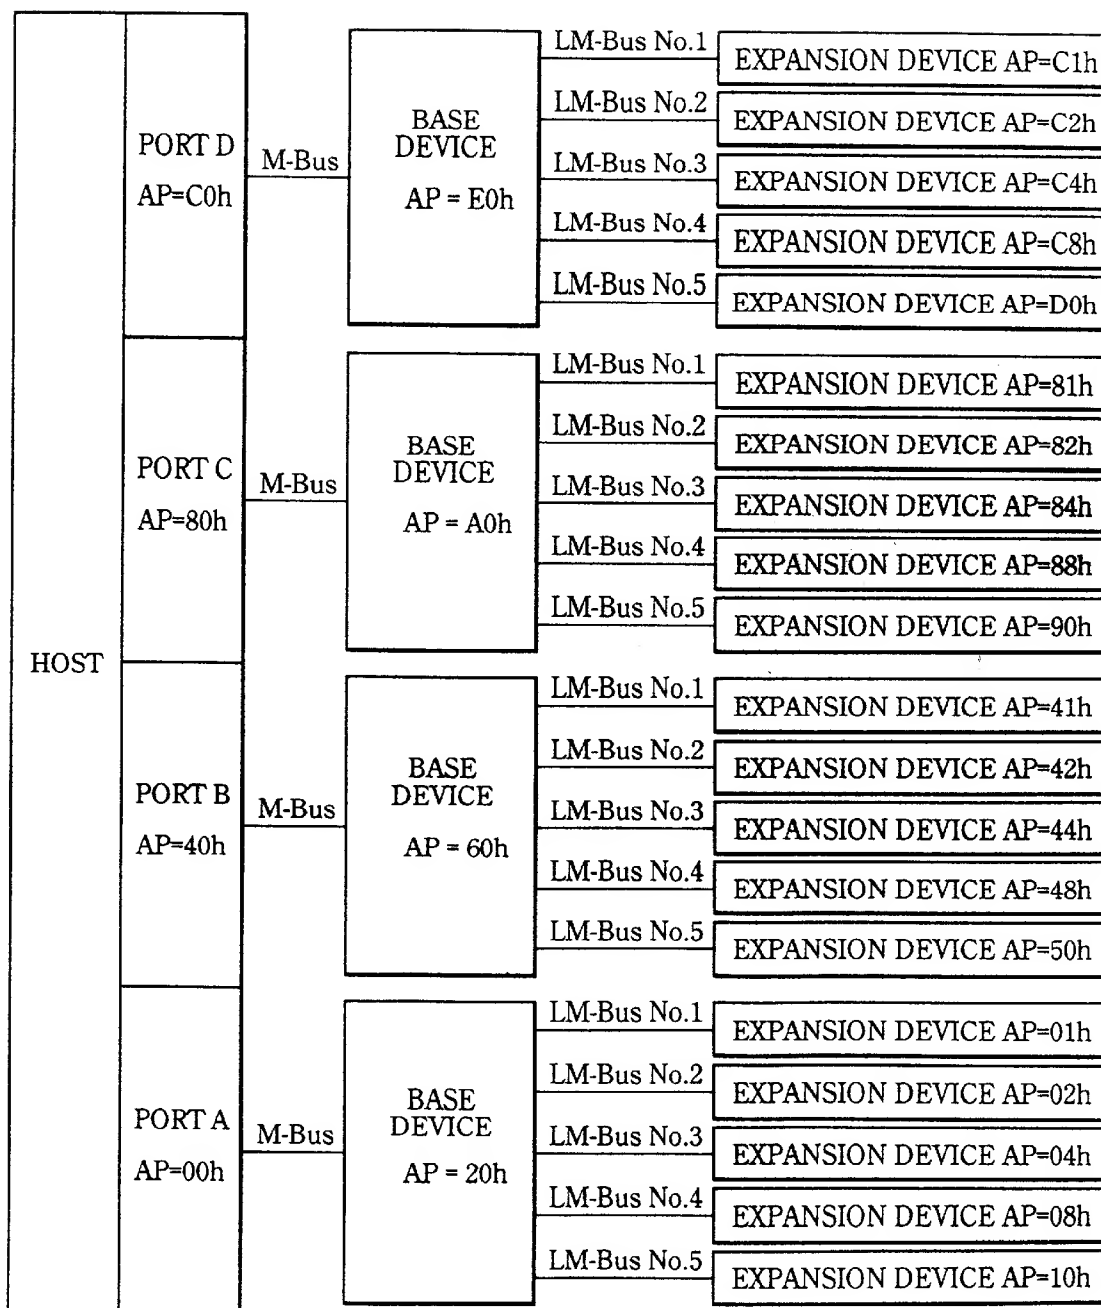 HOST
PORT D
AP=C0h
M-Bus
BASE
DEVICE
AP = E0h
LM-Bus No.1
EXPANSION DEVICE AP=C1h
LM-Bus No.2
EXPANSION DEVICE AP=C2h
LM-Bus No.3
EXPANSION DEVICE AP=C4h
LM-Bus No.4
EXPANSION DEVICE AP=C8h
LM-Bus No.5
EXPANSION DEVICE AP=D0h
PORT C
AP=80h
M-Bus
BASE
DEVICE
AP = A0h
LM-Bus No.1
EXPANSION DEVICE AP=81h
LM-Bus No.2
EXPANSION DEVICE AP=82h
LM-Bus No.3
EXPANSION DEVICE AP=84h
LM-Bus No.4
EXPANSION DEVICE AP=88h
LM-Bus No.5
EXPANSION DEVICE AP=90h
PORT B
AP=40h
M-Bus
BASE
DEVICE
AP = 60h
LM-Bus No.1
EXPANSION DEVICE AP=41h
LM-Bus No.2
EXPANSION DEVICE AP=42h
LM-Bus No.3
EXPANSION DEVICE AP=44h
LM-Bus No.4
EXPANSION DEVICE AP=48h
LM-Bus No.5
EXPANSION DEVICE AP=50h
PORT A
AP=00h
M-Bus
BASE
DEVICE
AP = 20h
LM-Bus No.1
EXPANSION DEVICE AP=01h
LM-Bus No.2
EXPANSION DEVICE AP=02h
LM-Bus No.3
EXPANSION DEVICE AP=04h
LM-Bus No.4
EXPANSION DEVICE AP=08h
LM-Bus No.5
EXPANSION DEVICE AP=10h